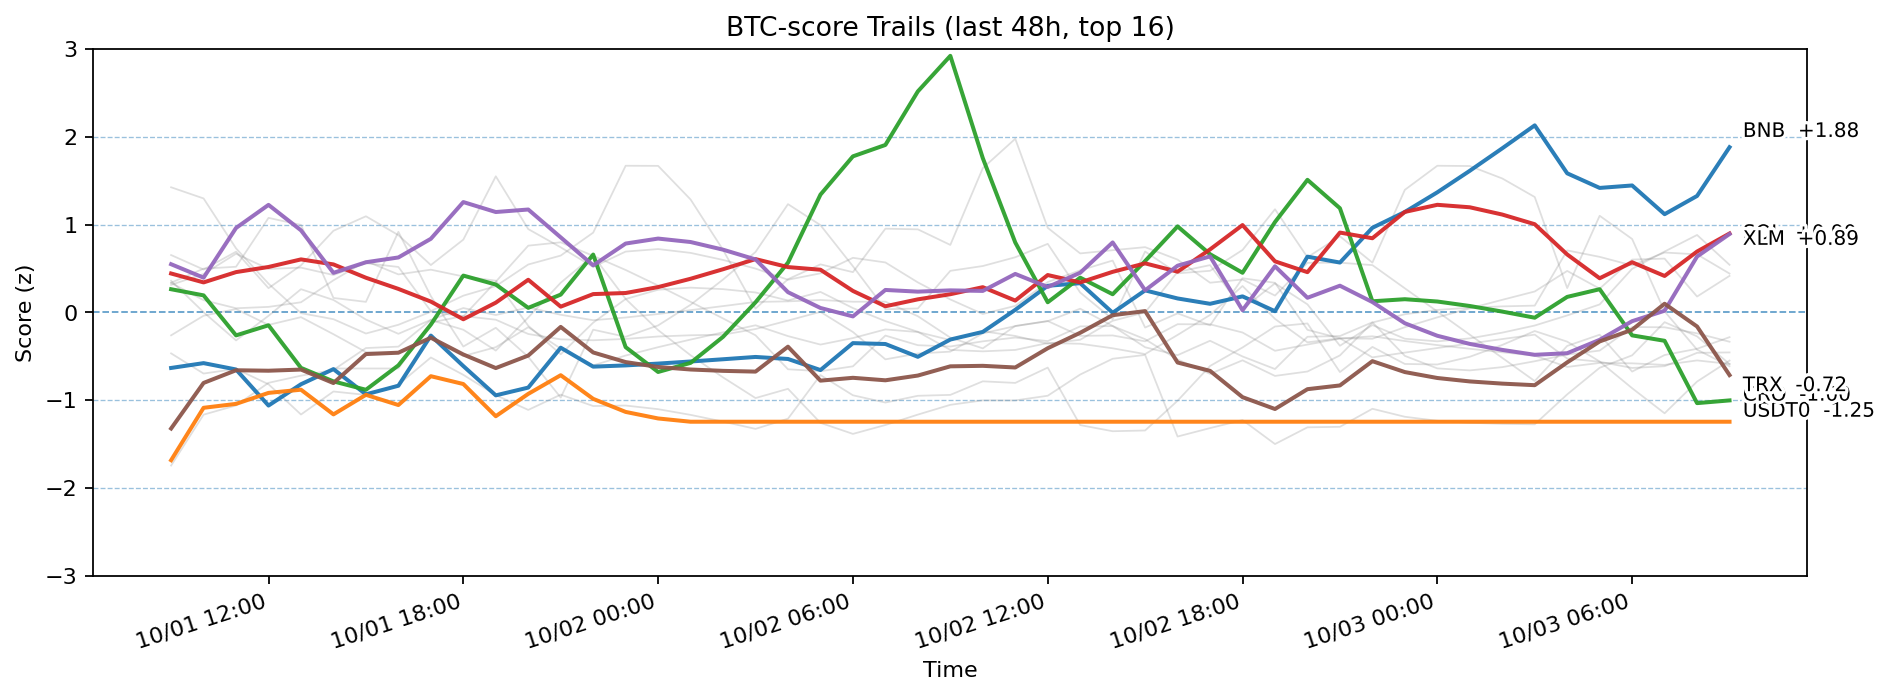 BTC-score Trails (last 48h, top 16)
3
2
1
0
−1
−2
−3
Score (z)
BNB +1.88
XLM +0.89
TRX -0.72
USDT0 -1.25
10/01 12:00
10/01 18:00
10/02 00:00
10/02 06:00
10/02 12:00
10/02 18:00
10/03 00:00
10/03 06:00
Time